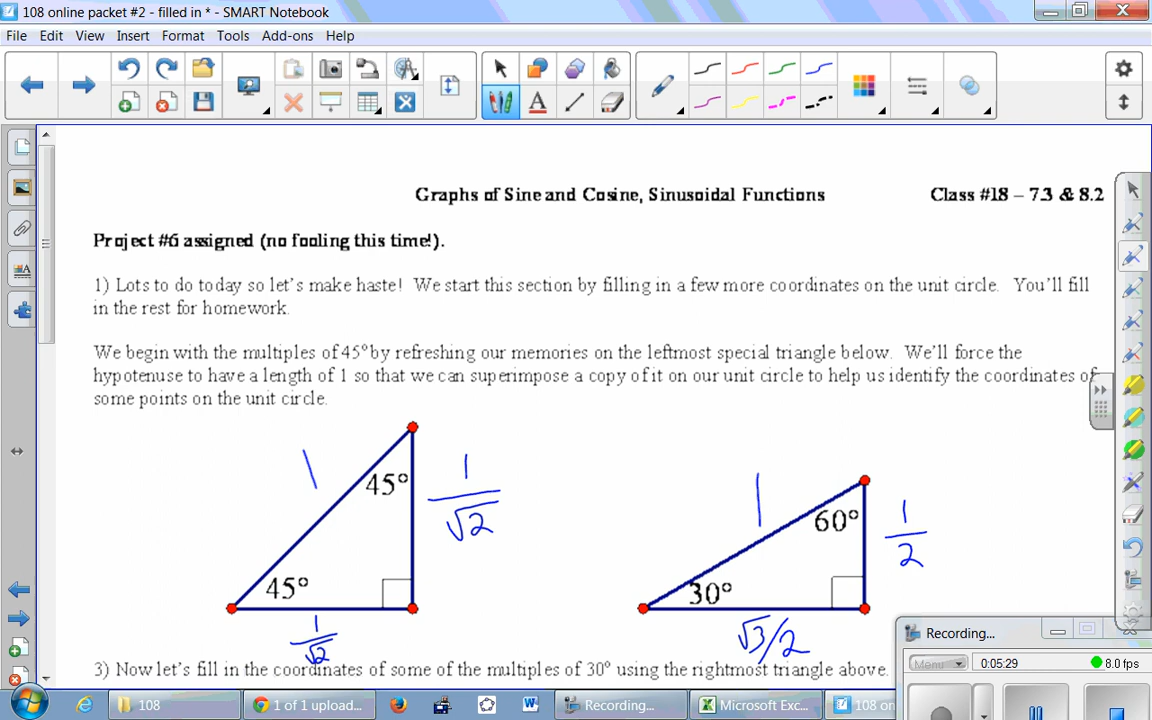 108 online packet #2 - filled in * - SMART Notebook
File Edit View Insert Format Tools Add-ons Help
Graphs of Sine and Cosine, Sinusoidal Functions
Class #18 – 7.3 & 8.2
Project #6 assigned (no fooling this time!).
1) Lots to do today so let's make haste! We start this section by filling in a few more coordinates on the unit circle. You'll fill
in the rest for homework.
We begin with the multiples of 45° by refreshing our memories on the leftmost special triangle below. We'll force the
hypotenuse to have a length of 1 so that we can superimpose a copy of it on our unit circle to help us identify the coordinates of
some points on the unit circle.
1
45°
1
√2
45°
1
√2
1
60°
1
2
30°
√3/2
3) Now let's fill in the coordinates of some of the multiples of 30° using the rightmost triangle above.
Recording...
Menu
0:05:29
8.0 fps
108
1 of 1 upload...
Recording...
Microsoft Exc...
108 on